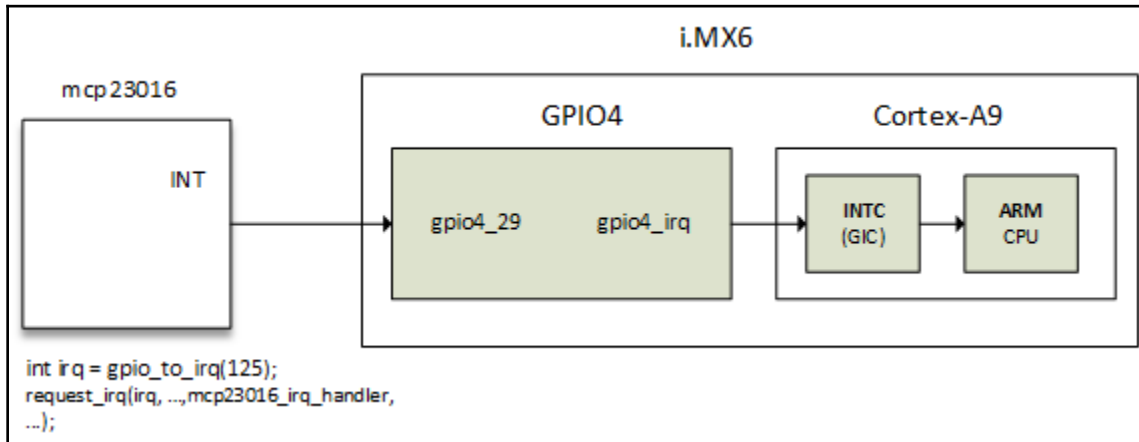 i.MX6
mcp23016
GPIO4
Cortex-A9
INT
gpio4_29
gpio4_irq
INTC
(GIC)
ARM
CPU
int irq = gpio_to_irq(125);
request_irq(irq, ...,mcp23016_irq_handler,
...);